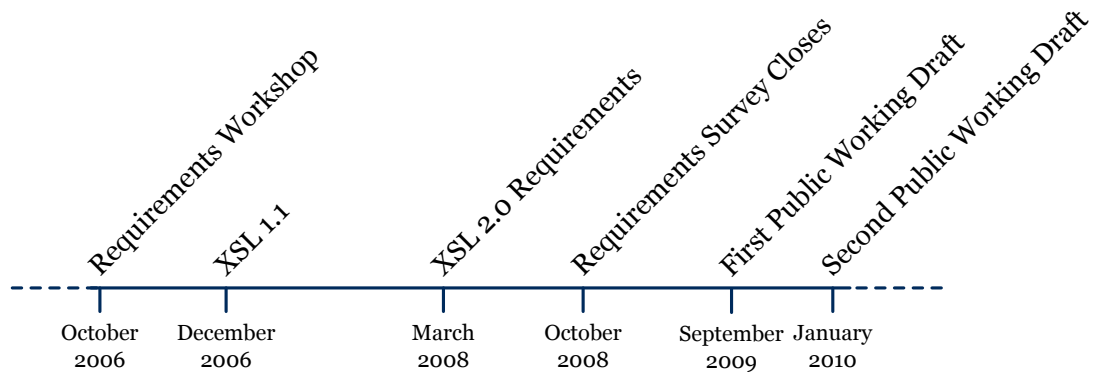 Requirements Workshop
XSL 1.1
XSL 2.0 Requirements
Requirements Survey Closes
First Public Working Draft
Second Public Working Draft
October
2006
December
2006
March
2008
October
2008
September
2009
January
2010